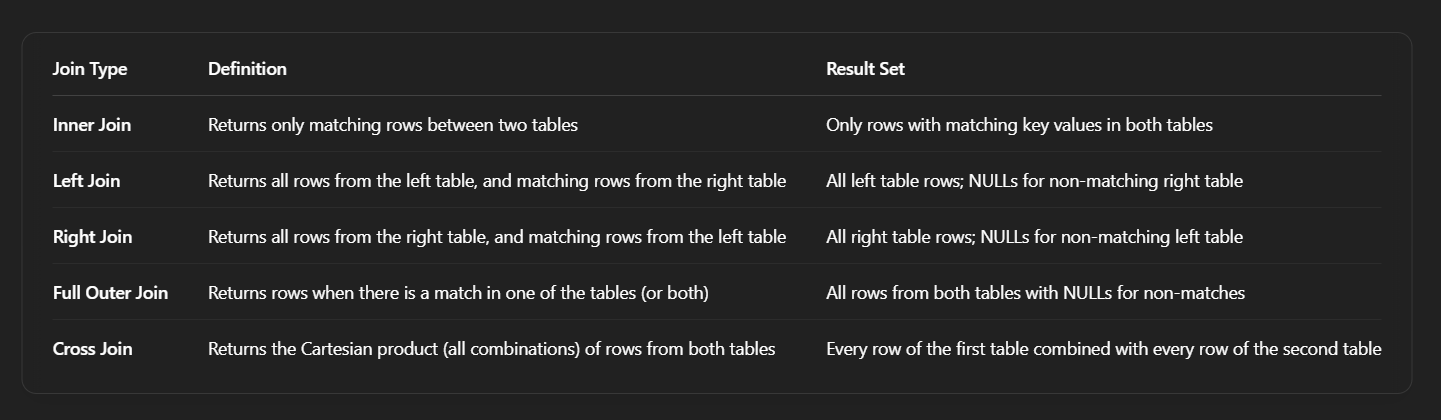 Join Type Definition Result Set
Inner Join Returns only matching rows between two tables Only rows with matching key values in both tables
Left Join Returns all rows from the left table, and matching rows from the right table All left table rows; NULLs for non-matching right table
Right Join Returns all rows from the right table, and matching rows from the left table All right table rows; NULLs for non-matching left table
Full Outer Join Returns rows when there is a match in one of the tables (or both) All rows from both tables with NULLs for non-matches
Cross Join Returns the Cartesian product (all combinations) of rows from both tables Every row of the first table combined with every row of the second table